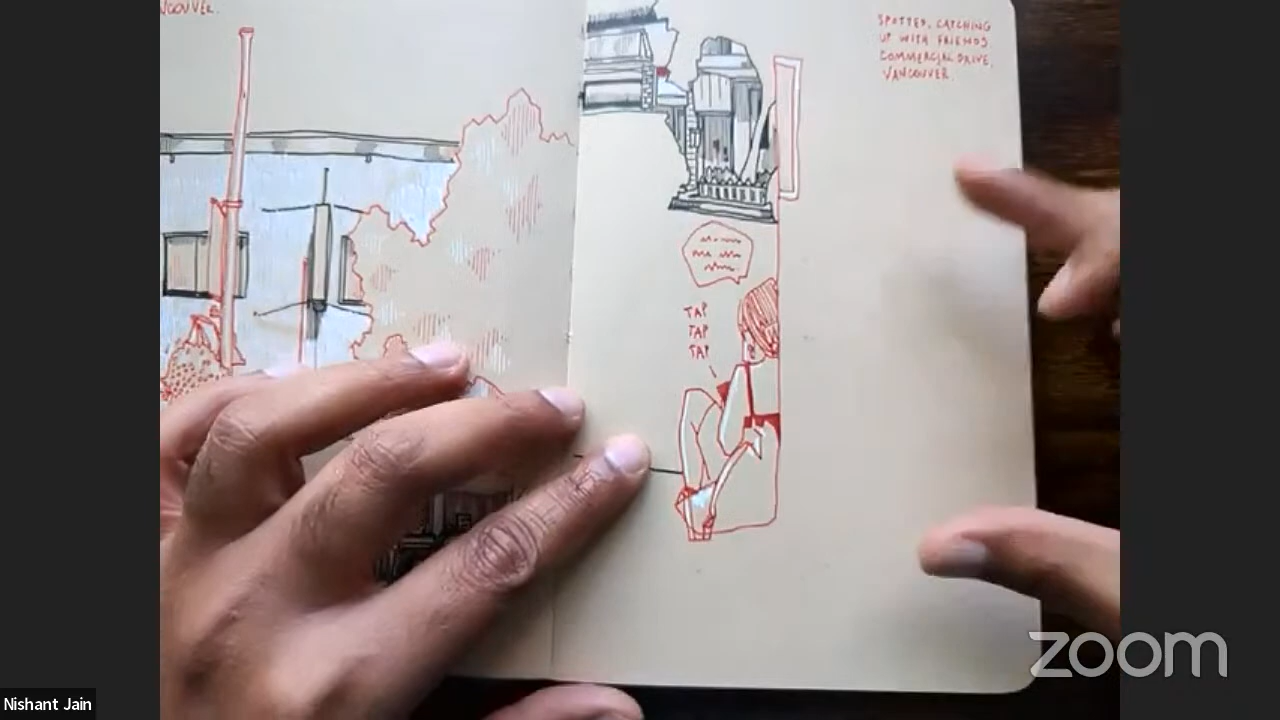 VANCOUVER.
SPOTTED, CATCHING
UP WITH FRIENDS
COMMERCIAL DRIVE,
VANCOUVER.
TAP
TAP
TAP
zoom
Nishant Jain